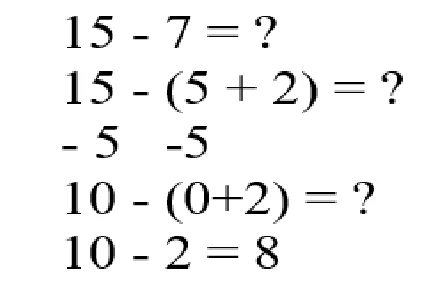 15 - 7 = ?
15 - (5 + 2) = ?
- 5 -5
10 - (0+2) = ?
10 - 2 = 8